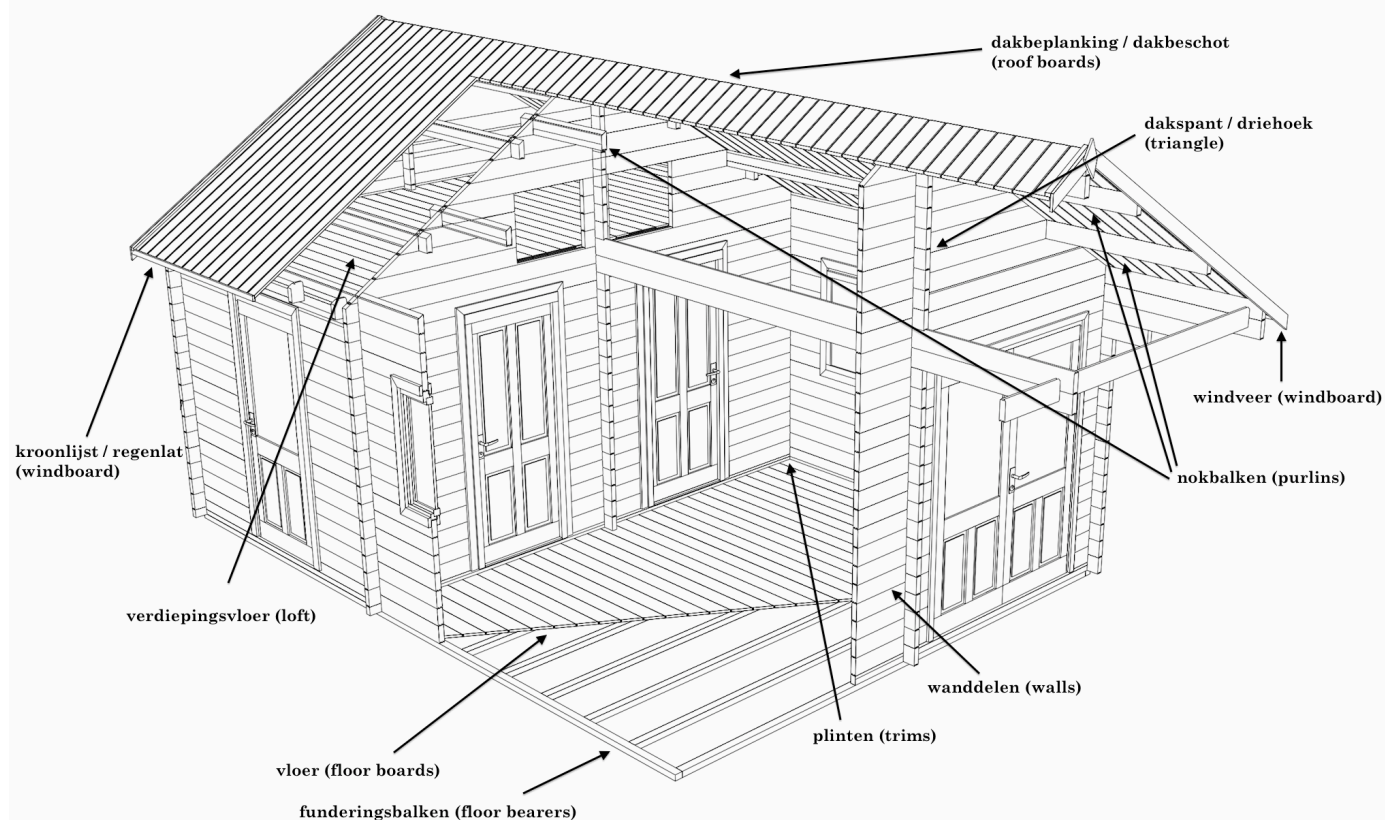 dakbeplanking / dakbeschot
(roof boards)
dakspant / driehoek
(triangle)
windveer (windboard)
kroonlijst / regenlat
(windboard)
nokbalken (purlins)
verdiepingsvloer (loft)
wanddelen (walls)
plinten (trims)
vloer (floor boards)
funderingsbalken (floor bearers)